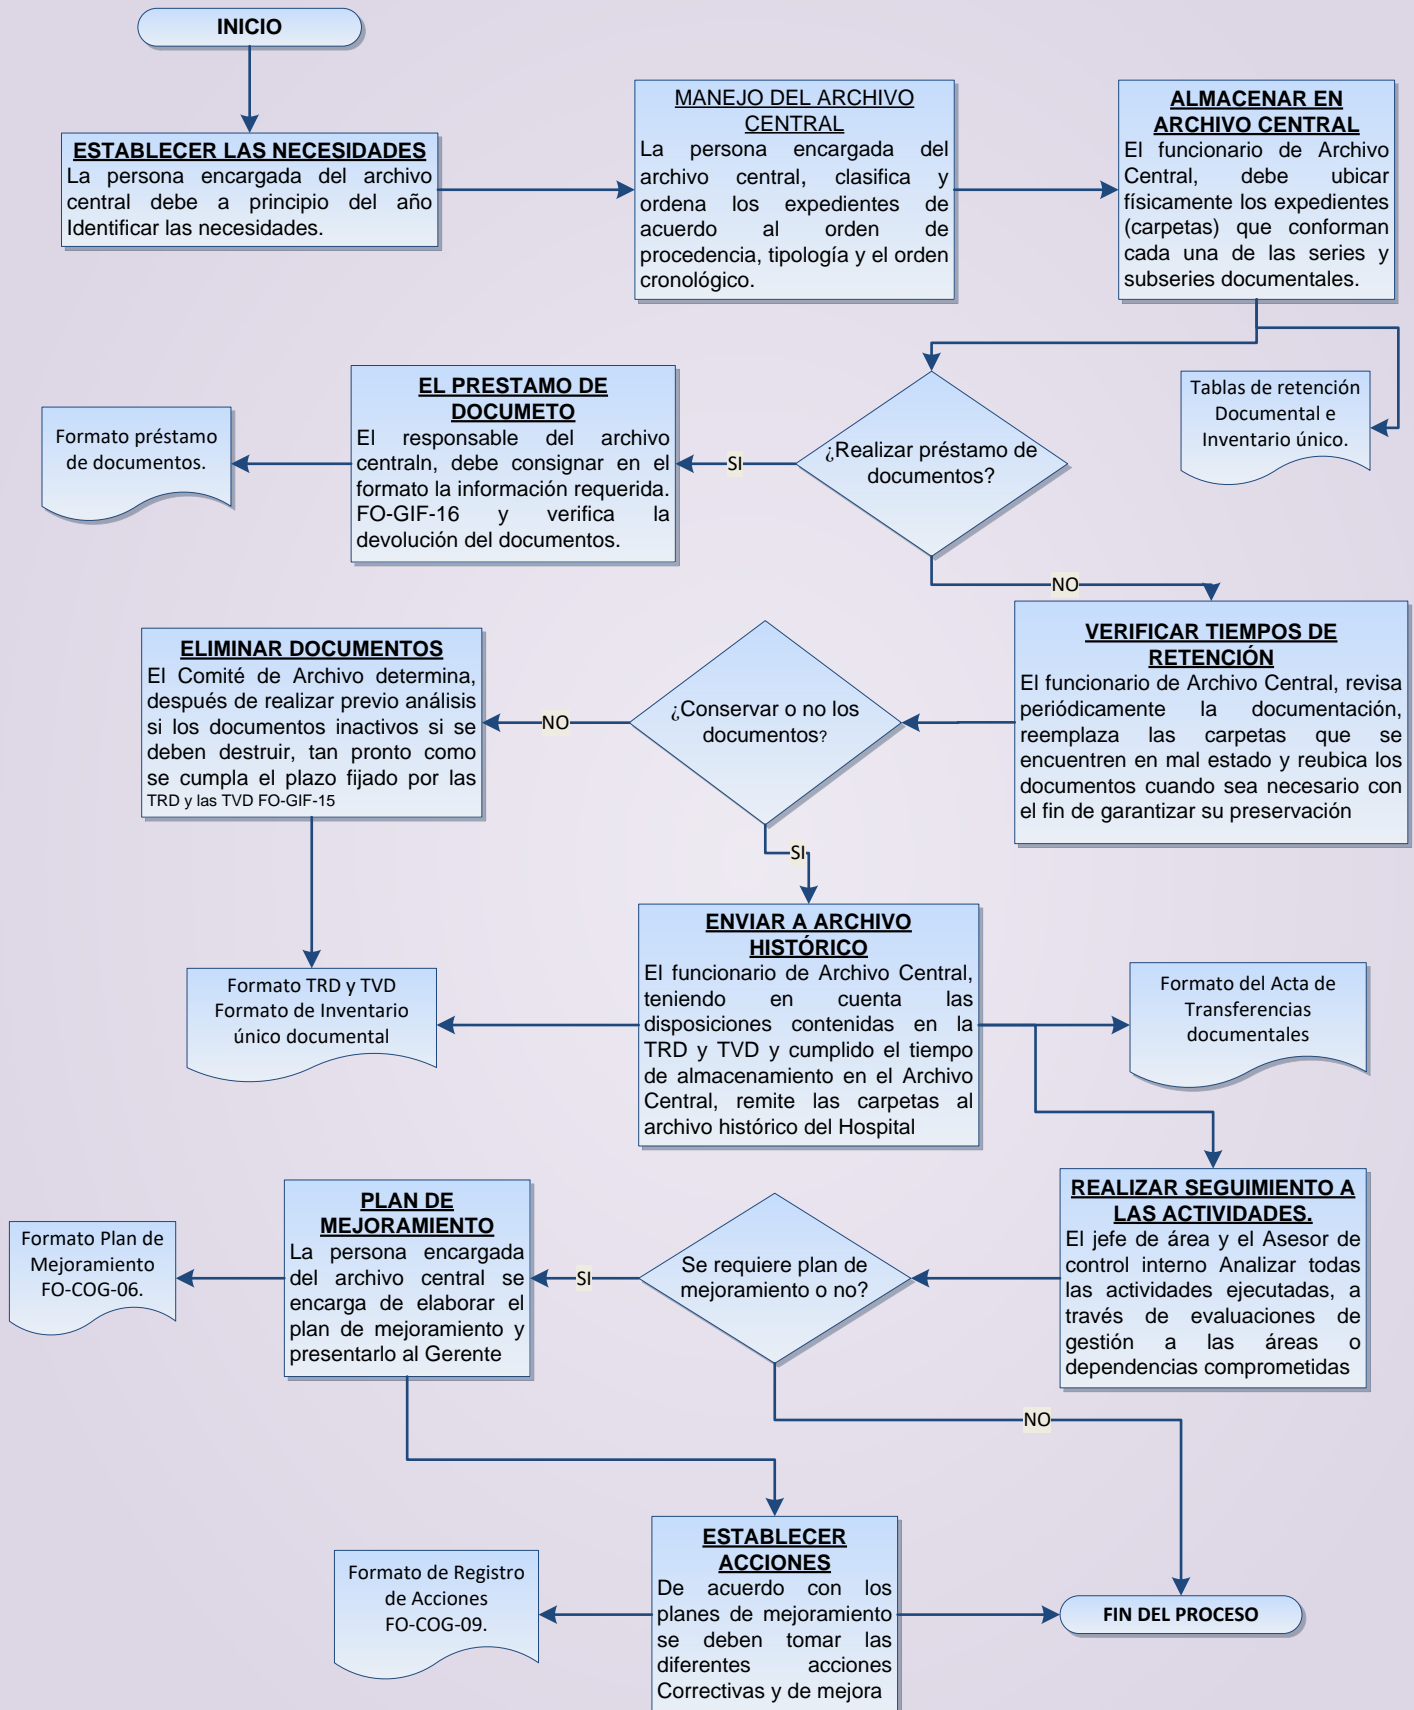 INICIO
ESTABLECER LAS NECESIDADES
La persona encargada del archivo
central debe a principio del año
Identificar las necesidades.
MANEJO DEL ARCHIVO
CENTRAL
La persona encargada del
archivo central, clasifica y
ordena los expedientes de
acuerdo al orden de
procedencia, tipología y el orden
cronológico.
ALMACENAR EN
ARCHIVO CENTRAL
El funcionario de Archivo
Central, debe ubicar
físicamente los expedientes
(carpetas) que conforman
cada una de las series y
subseries documentales.
Tablas de retención
Documental e
Inventario único.
¿Realizar préstamo de
documentos?
SI
EL PRESTAMO DE
DOCUMETO
El responsable del archivo
centraln, debe consignar en el
formato la información requerida.
FO-GIF-16 y verifica la
devolución del documentos.
Formato préstamo
de documentos.
NO
VERIFICAR TIEMPOS DE
RETENCIÓN
El funcionario de Archivo Central, revisa
periódicamente la documentación,
reemplaza las carpetas que se
encuentren en mal estado y reubica los
documentos cuando sea necesario con
el fin de garantizar su preservación
¿Conservar o no los
documentos?
NO
ELIMINAR DOCUMENTOS
El Comité de Archivo determina,
después de realizar previo análisis
si los documentos inactivos si se
deben destruir, tan pronto como
se cumpla el plazo fijado por las
TRD y las TVD FO-GIF-15
SI
ENVIAR A ARCHIVO
HISTÓRICO
El funcionario de Archivo Central,
teniendo en cuenta las
disposiciones contenidas en la
TRD y TVD y cumplido el tiempo
de almacenamiento en el Archivo
Central, remite las carpetas al
archivo histórico del Hospital
Formato TRD y TVD
Formato de Inventario
único documental
Formato del Acta de
Transferencias
documentales
REALIZAR SEGUIMIENTO A
LAS ACTIVIDADES.
El jefe de área y el Asesor de
control interno Analizar todas
las actividades ejecutadas, a
través de evaluaciones de
gestión a las áreas o
dependencias comprometidas
Se requiere plan de
mejoramiento o no?
SI
PLAN DE
MEJORAMIENTO
La persona encargada
del archivo central se
encarga de elaborar el
plan de mejoramiento y
presentarlo al Gerente
Formato Plan de
Mejoramiento
FO-COG-06.
NO
ESTABLECER
ACCIONES
De acuerdo con los
planes de mejoramiento
se deben tomar las
diferentes acciones
Correctivas y de mejora
Formato de Registro
de Acciones
FO-COG-09.
FIN DEL PROCESO